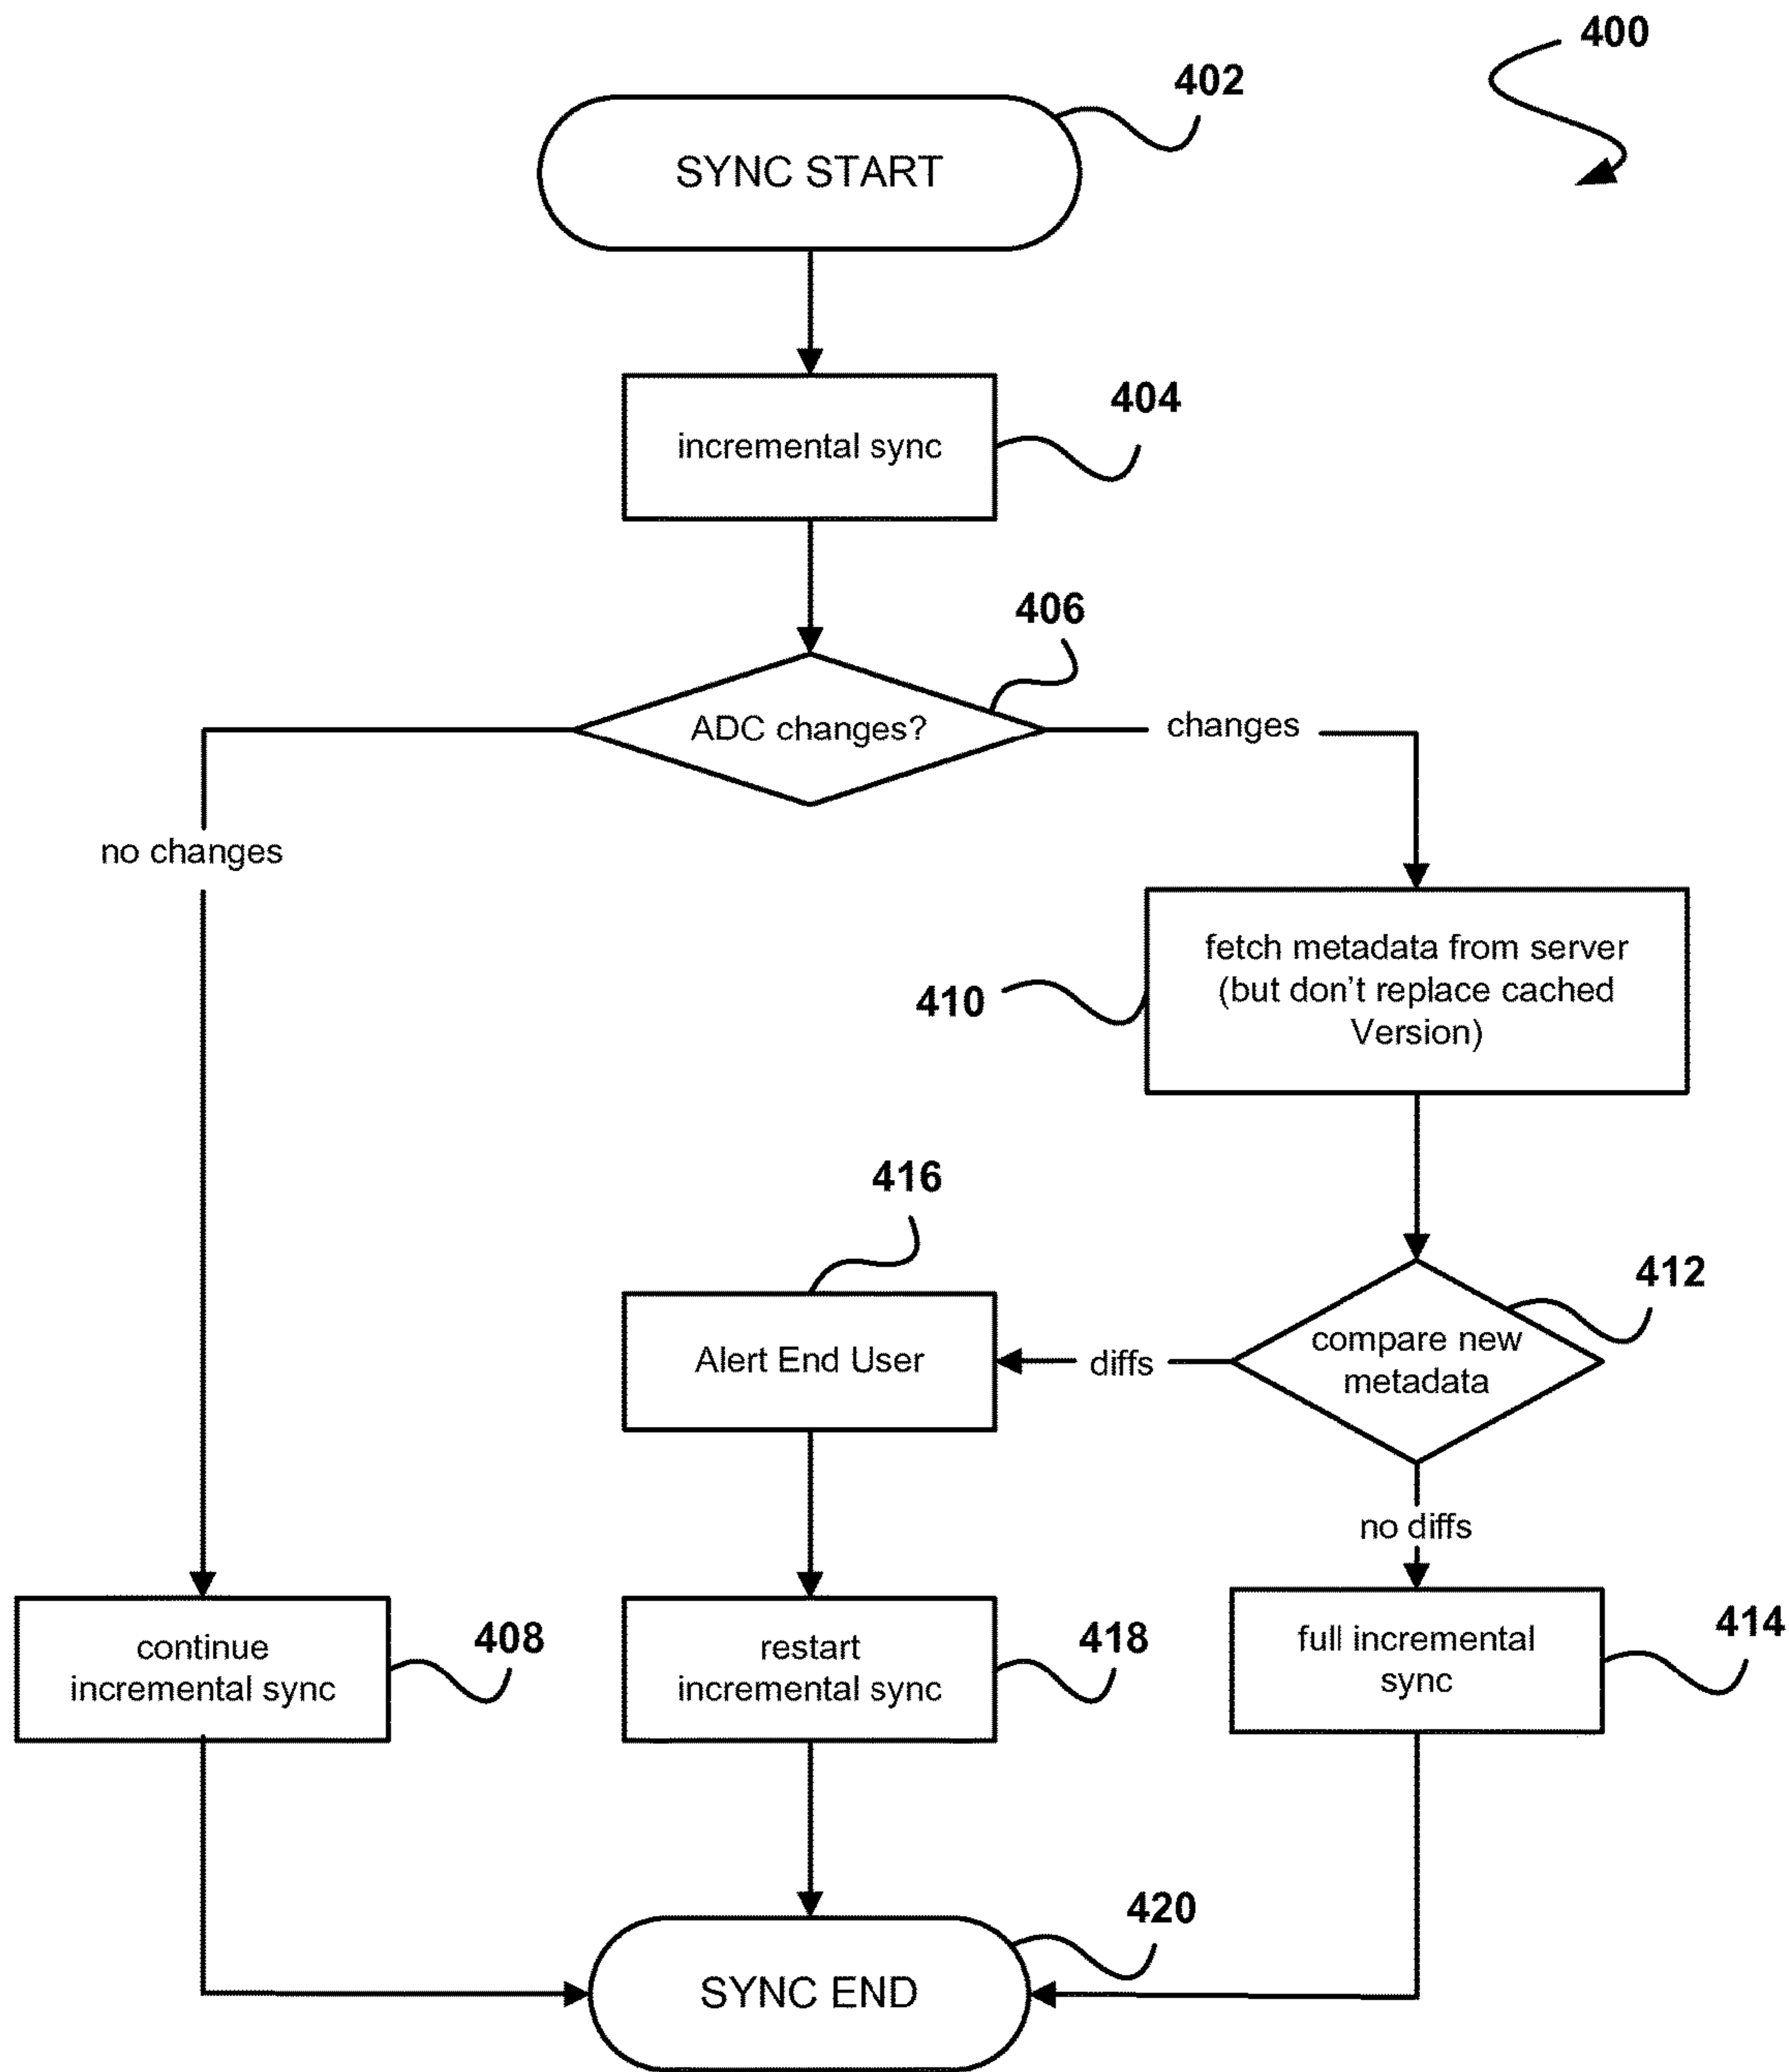 400
402
SYNC START
404
incremental sync
406
ADC changes?
changes
no changes
fetch metadata from server
(but don't replace cached
Version)
410
416
412
compare new
metadata
Alert End User
diffs
no diffs
continue
incremental sync
408
restart
incremental sync
418
full incremental
sync
414
420
SYNC END